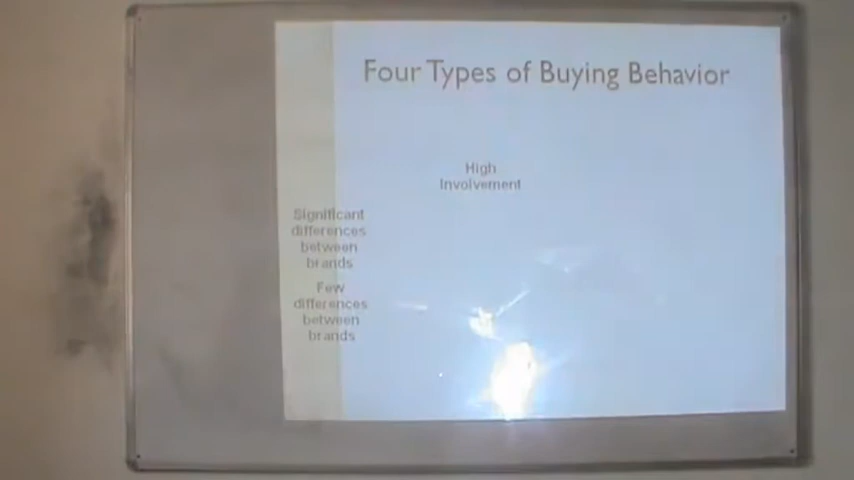 Four Types of Buying Behavior
High
Involvement
Significant
differences
between
brands
Few
differences
between
brands